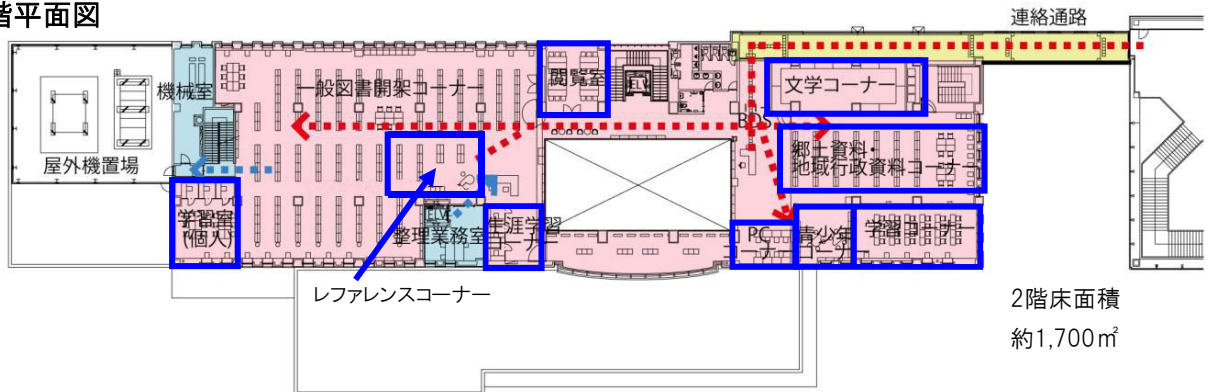 階平面図
連絡通路
機械室
一般図書開架コーナー
閲覧室
ELV
文学コーナー
BDS
屋外機置場
郷土資料・
地域行政資料コーナ
学習室
(個人)
ELV
整理業務室
生涯学習
コーナー
PC
コーナー
青少年
コーナー
学習コーナー
レファレンスコーナー
2階床面積
約1,700㎡